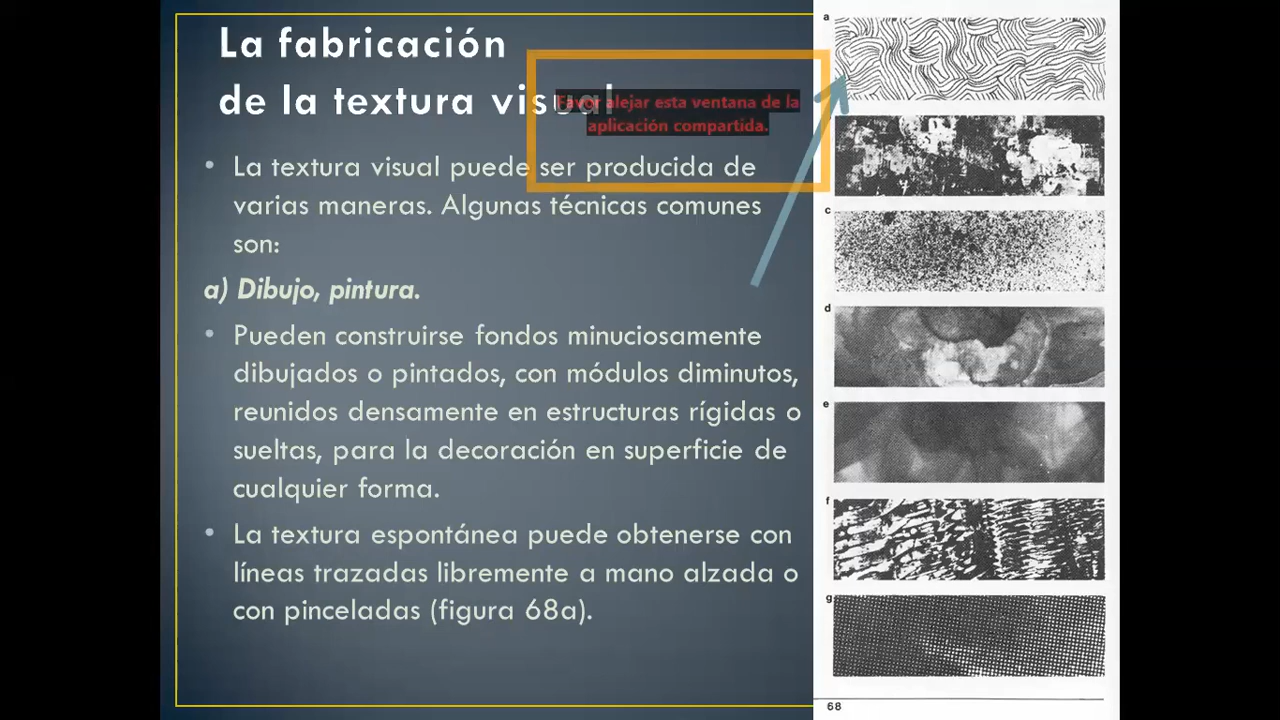 La fabricación
de la textura visual
Favor alejar esta ventana de la
aplicación compartida.
• La textura visual puede ser producida de
varias maneras. Algunas técnicas comunes
son:
a) Dibujo, pintura.
• Pueden construirse fondos minuciosamente
dibujados o pintados, con módulos diminutos,
reunidos densamente en estructuras rígidas o
sueltas, para la decoración en superficie de
cualquier forma.
• La textura espontánea puede obtenerse con
líneas trazadas libremente a mano alzada o
con pinceladas (figura 68a).
a
c
d
e
f
g
68